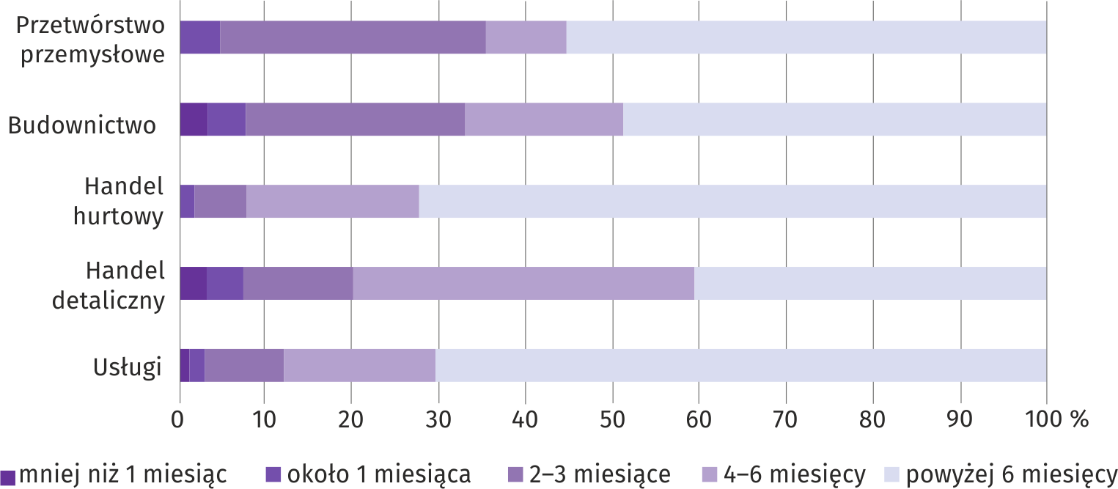 Przetwórstwo
przemysłowe
Budownictwo
Handel
hurtowy
Handel
detaliczny
Usługi
0 10 20 30 40 50 60 70 80 90 100 %
mniej niż 1 miesiąc około 1 miesiąca 2–3 miesiące 4–6 miesięcy powyżej 6 miesięcy